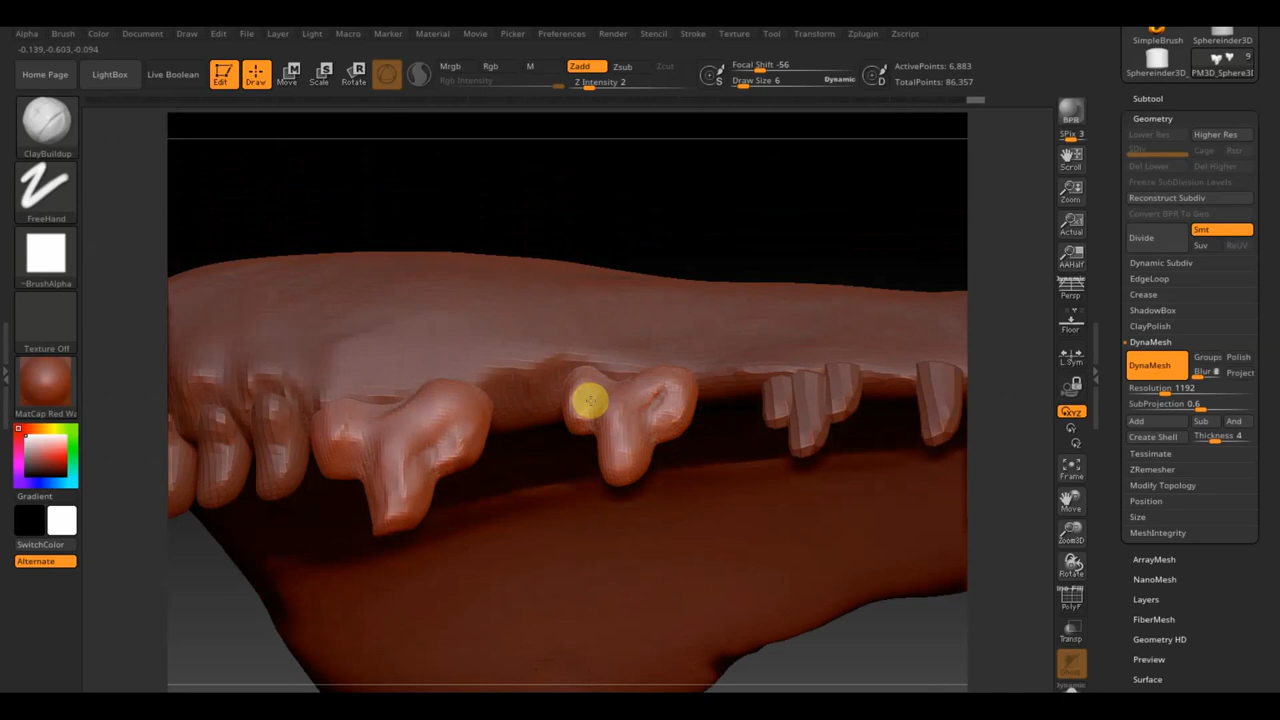 Alpha Brush Color Document Draw Edit File Layer Light Macro Marker Material Movie Picker Preferences Render Stencil Stroke Texture Tool Transform Zplugin Zscript
-0.139,-0.603,-0.094
Home Page LightBox Live Boolean Edit Draw Move Scale Rotate
Mrgb Rgb M Zadd Zsub Zcut
Rgb Intensity Z Intensity 2
Focal Shift -56
Draw Size 6 Dynamic
S D
ActivePoints: 6,883
TotalPoints: 86,357
ClayBuildup
FreeHand
~BrushAlpha
Texture Off
MatCap Red Wa
Gradient
SwitchColor
Alternate
BPR
SPix 3
Scroll
Zoom
Actual
AAHalf
Dynamic
Persp
Floor
L.Sym
XYZ
Y
Z
Frame
Move
Zoom3D
Rotate
PolyF
Transp
Dynamic
SimpleBrush Sphereinder3D
9
Sphereinder3D_ PM3D_Sphere3D
Subtool
Geometry
Lower Res Higher Res
SDiv Cage Rstr
Del Lower Del Higher
Freeze SubDivision Levels
Reconstruct Subdiv
Convert BPR To Geo
Divide Smt
Suv ReUV
Dynamic Subdiv
EdgeLoop
Crease
ShadowBox
ClayPolish
DynaMesh
DynaMesh Groups Polish
Blur Project
Resolution 1192
SubProjection 0.6
Add Sub And
Create Shell Thickness 4
Tessimate
ZRemesher
Modify Topology
Position
Size
MeshIntegrity
ArrayMesh
NanoMesh
Layers
FiberMesh
Geometry HD
Preview
Surface